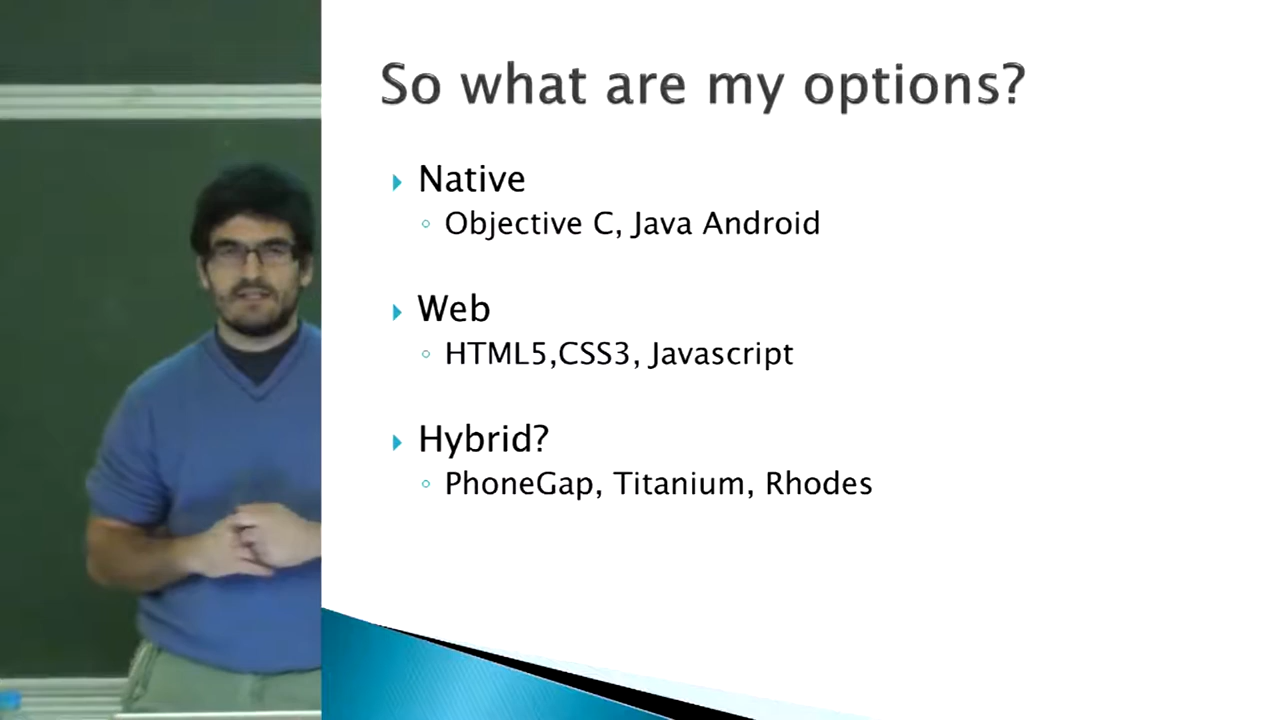 So what are my options?
Native
Objective C, Java Android
Web
HTML5,CSS3, Javascript
Hybrid?
PhoneGap, Titanium, Rhodes